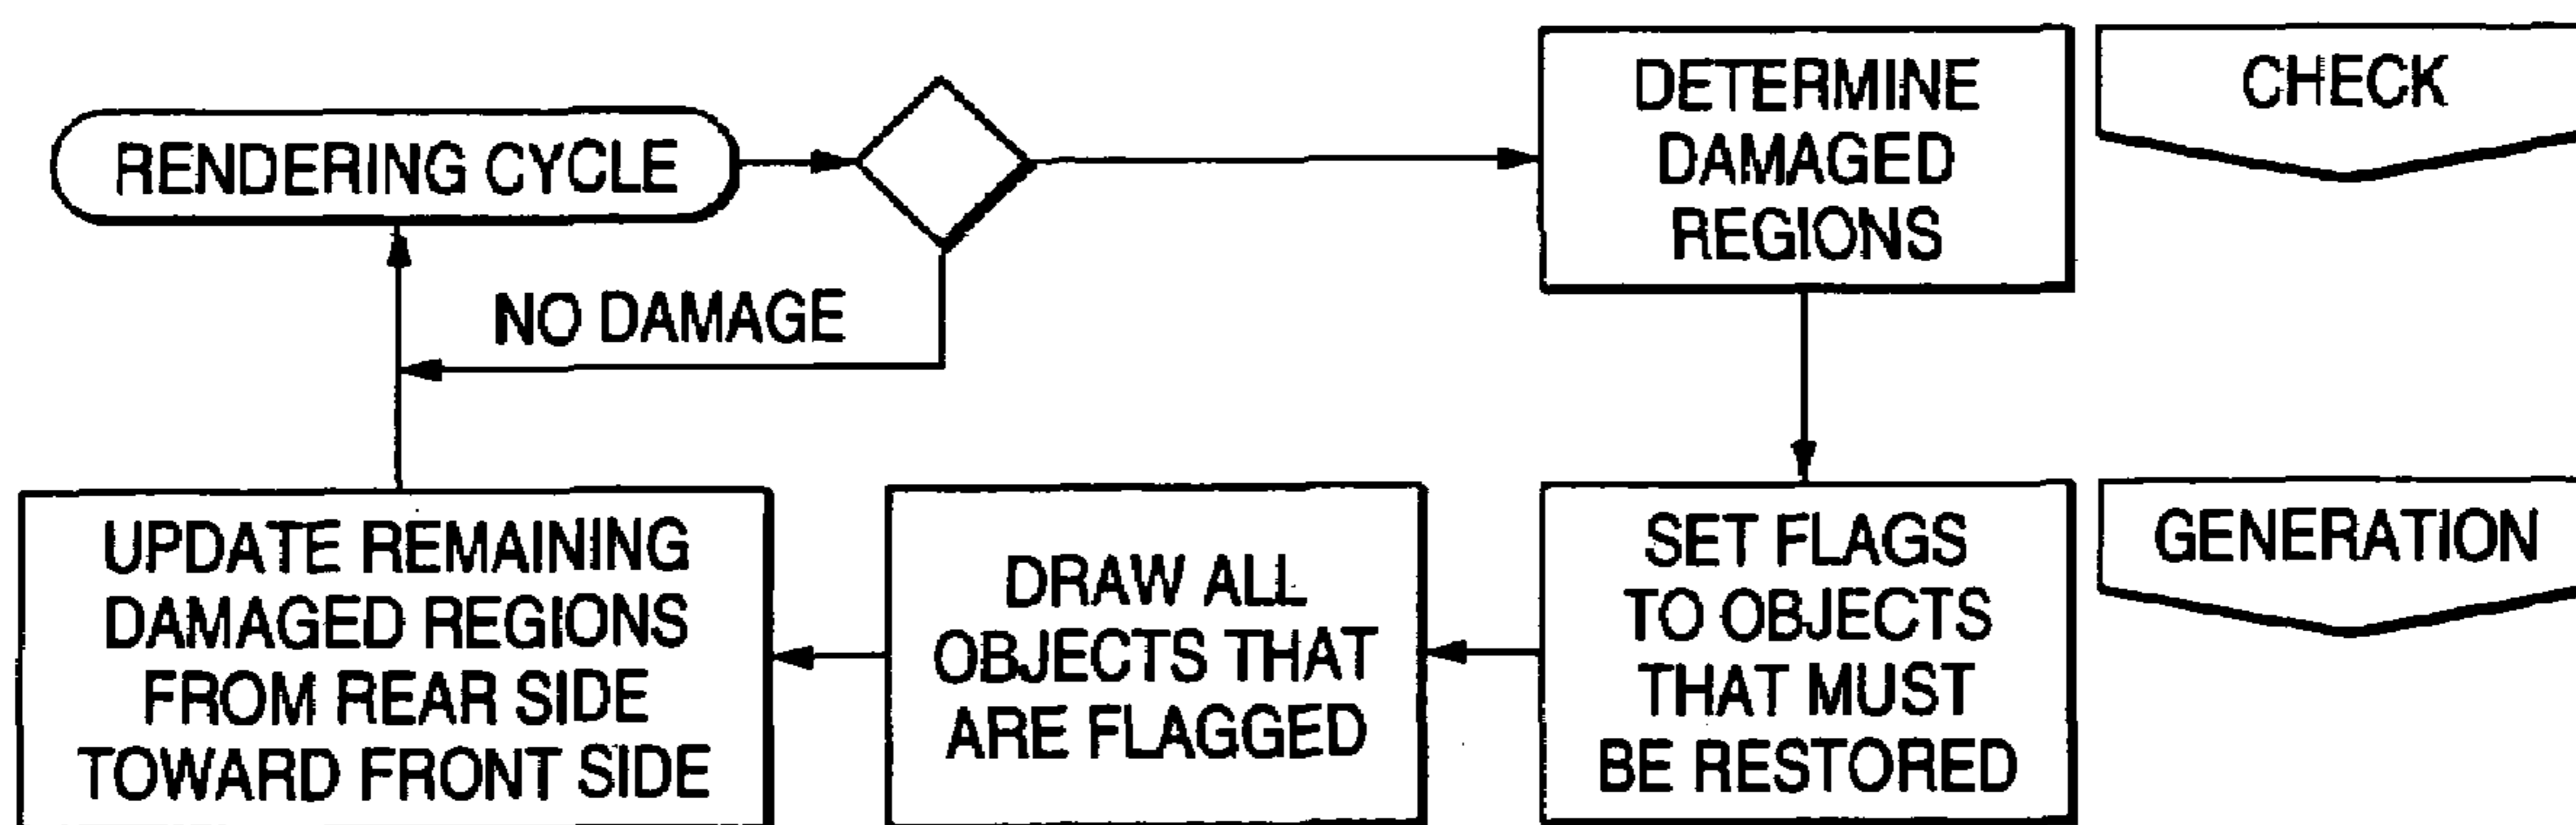 RENDERING CYCLE
NO DAMAGE
DETERMINE
DAMAGED
REGIONS
CHECK
UPDATE REMAINING
DAMAGED REGIONS
FROM REAR SIDE
TOWARD FRONT SIDE
DRAW ALL
OBJECTS THAT
ARE FLAGGED
SET FLAGS
TO OBJECTS
THAT MUST
BE RESTORED
GENERATION